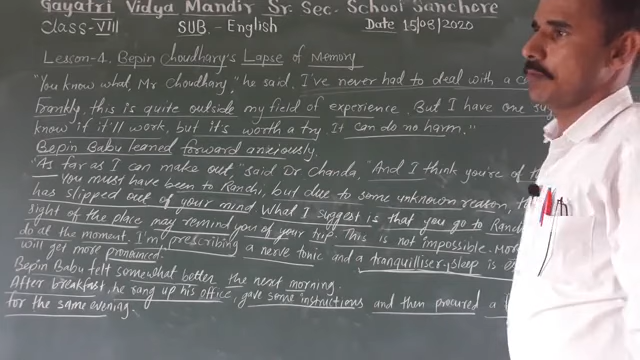 Gayatri Vidya Mandir Sr. Sec. School Sanchore
Class-VIII SUB.- English Date 15/08/2020
Lesson-4. Bepin Choudhary's Lapse of Memory
"You know what, Mr Choudhary," he said, I've never had to deal with a
Frankly, this is quite outside my field of experience. But I have one
know if it'll work, but it's worth a try. It can do no harm."
Bepin Babu leaned forward anxiously.
"As far as I can make out," said Dr Chanda, "And I think you're of
You must have been to Ranchi, but due to some unknown reason,
has slipped out of your mind. What I suggest is that you go to
sight of the place may remind you of your trip. This is not impossible.
do at the moment. I'm prescribing a nerve tonic and a tranquilliser. sleep is
will get more pronounced.
Bepin Babu felt somewhat better the next morning.
After breakfast, he rang up his office, gave some instructions and then procured a
for the same evening.